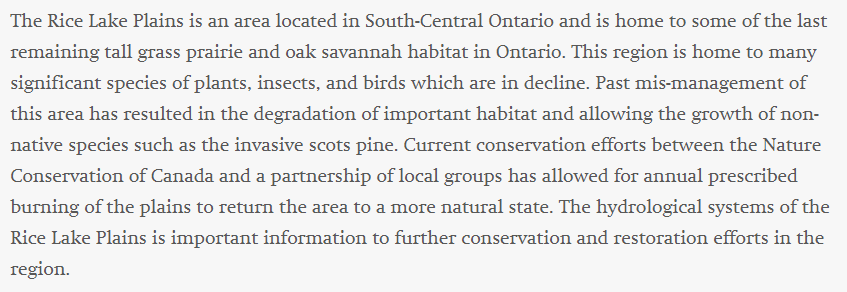 The Rice Lake Plains is an area located in South-Central Ontario and is home to some of the last
remaining tall grass prairie and oak savannah habitat in Ontario. This region is home to many
significant species of plants, insects, and birds which are in decline. Past mis-management of
this area has resulted in the degradation of important habitat and allowing the growth of non-
native species such as the invasive scots pine. Current conservation efforts between the Nature
Conservation of Canada and a partnership of local groups has allowed for annual prescribed
burning of the plains to return the area to a more natural state. The hydrological systems of the
Rice Lake Plains is important information to further conservation and restoration efforts in the
region.